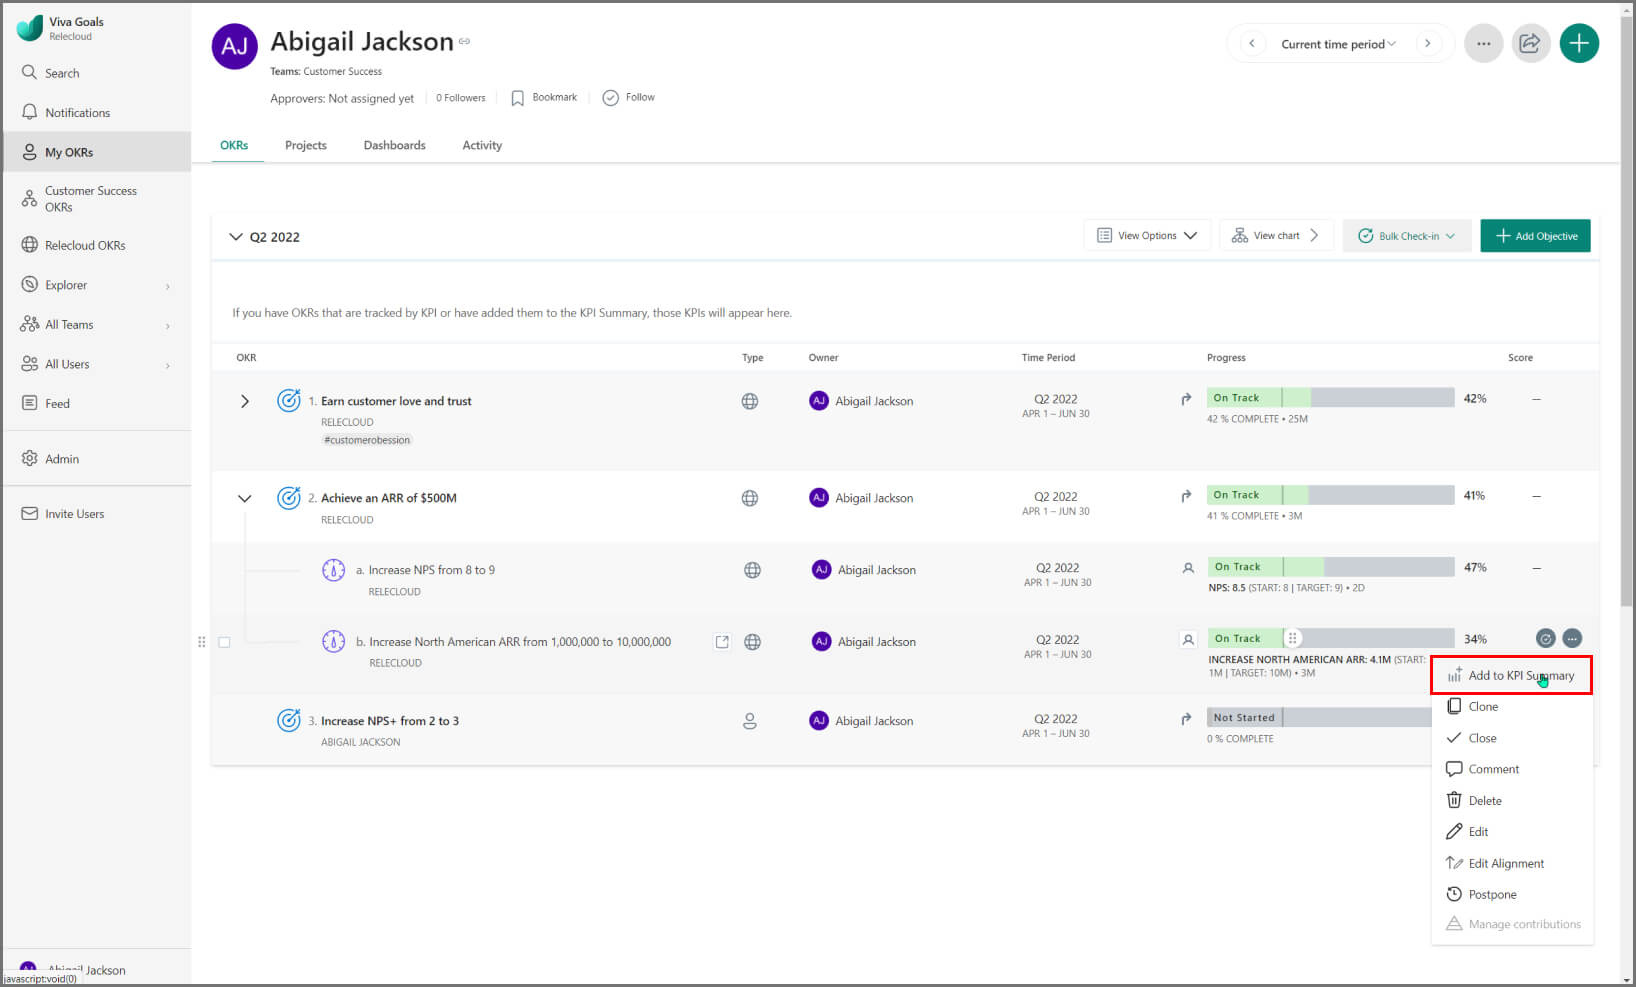 Viva Goals
Relecloud
Search
Notifications
My OKRs
Customer Success
OKRs
Relecloud OKRs
Explorer
All Teams
All Users
Feed
Admin
Invite Users
AJ Abigail Jackson
javascript:void(0)
AJ
Abigail Jackson
Teams: Customer Success
Approvers: Not assigned yet 0 Followers Bookmark Follow
Current time period
OKRs Projects Dashboards Activity
Q2 2022
View Options View chart Bulk Check-in Add Objective
If you have OKRs that are tracked by KPI or have added them to the KPI Summary, those KPIs will appear here.
OKR Type Owner Time Period Progress Score
1. Earn customer love and trust AJ Abigail Jackson Q2 2022 On Track 42% —
RELECLOUD APR 1 – JUN 30 42 % COMPLETE • 25M
#customerobession
2. Achieve an ARR of $500M AJ Abigail Jackson Q2 2022 On Track 41% —
RELECLOUD APR 1 – JUN 30 41 % COMPLETE • 3M
a. Increase NPS from 8 to 9 AJ Abigail Jackson Q2 2022 On Track 47% —
RELECLOUD APR 1 – JUN 30 NPS: 8.5 (START: 8 | TARGET: 9) • 2D
b. Increase North American ARR from 1,000,000 to 10,000,000 AJ Abigail Jackson Q2 2022 On Track 34%
RELECLOUD APR 1 – JUN 30 INCREASE NORTH AMERICAN ARR: 4.1M (START:
1M | TARGET: 10M) • 3M
3. Increase NPS+ from 2 to 3 AJ Abigail Jackson Q2 2022 Not Started
ABIGAIL JACKSON APR 1 – JUN 30 0 % COMPLETE
Add to KPI Summary
Clone
Close
Comment
Delete
Edit
Edit Alignment
Postpone
Manage contributions